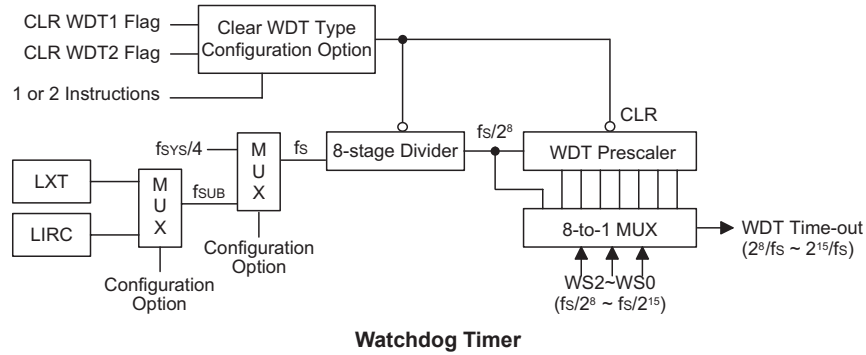 CLR WDT1 Flag
CLR WDT2 Flag
1 or 2 Instructions
Clear WDT Type
Configuration Option
CLR
fSYS/4
fS
8-stage Divider
fS/2⁸
WDT Prescaler
LXT
LIRC
M
U
X
fSUB
M
U
X
Configuration
Option
Configuration
Option
8-to-1 MUX
WDT Time-out
(2⁸/fS ~ 2¹⁵/fS)
WS2~WS0
(fS/2⁸ ~ fS/2¹⁵)
Watchdog Timer